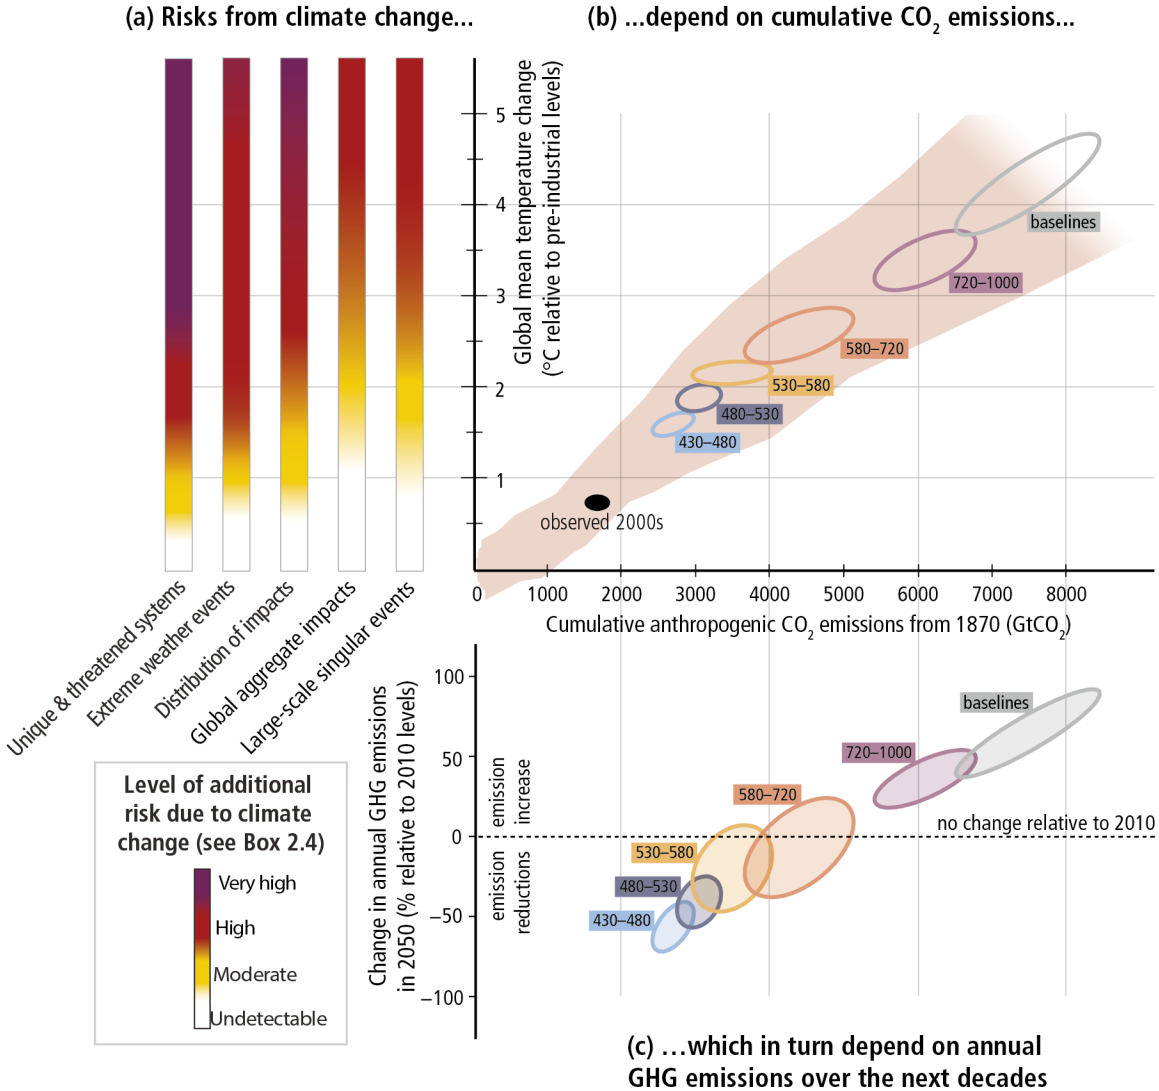 (a) Risks from climate change...
(b) ...depend on cumulative CO2 emissions...
Global mean temperature change
(°C relative to pre-industrial levels)
5
4
3
2
1
baselines
720–1000
580–720
530–580
480–530
430–480
observed 2000s
0
1000
2000
3000
4000
5000
6000
7000
8000
Cumulative anthropogenic CO2 emissions from 1870 (GtCO2)
Unique & threatened systems
Extreme weather events
Distribution of impacts
Global aggregate impacts
Large-scale singular events
Level of additional
risk due to climate
change (see Box 2.4)
Very high
High
Moderate
Undetectable
Change in annual GHG emissions
in 2050 (% relative to 2010 levels)
100
50
0
−50
−100
emission
increase
emission
reductions
baselines
720–1000
580–720
no change relative to 2010
530–580
480–530
430–480
(c) ...which in turn depend on annual
GHG emissions over the next decades